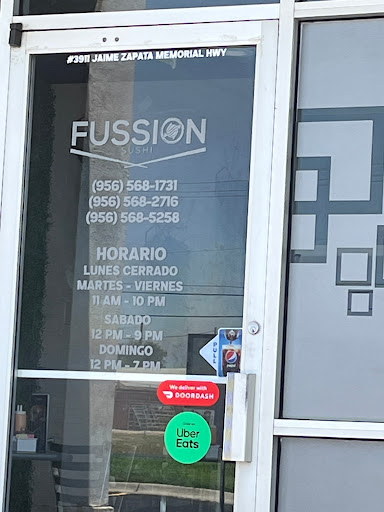 #3911 JAIME ZAPATA MEMORIAL HWY
FUSSION
SUSHI
(956) 568-1731
(956) 568-2716
(956) 568-5258
HORARIO
LUNES CERRADO
MARTES - VIERNES
11 AM - 10 PM
SABADO
12 PM - 9 PM
DOMINGO
12 PM - 7 PM
PULL
pepsi
We deliver with
DOORDASH
Uber
Eats